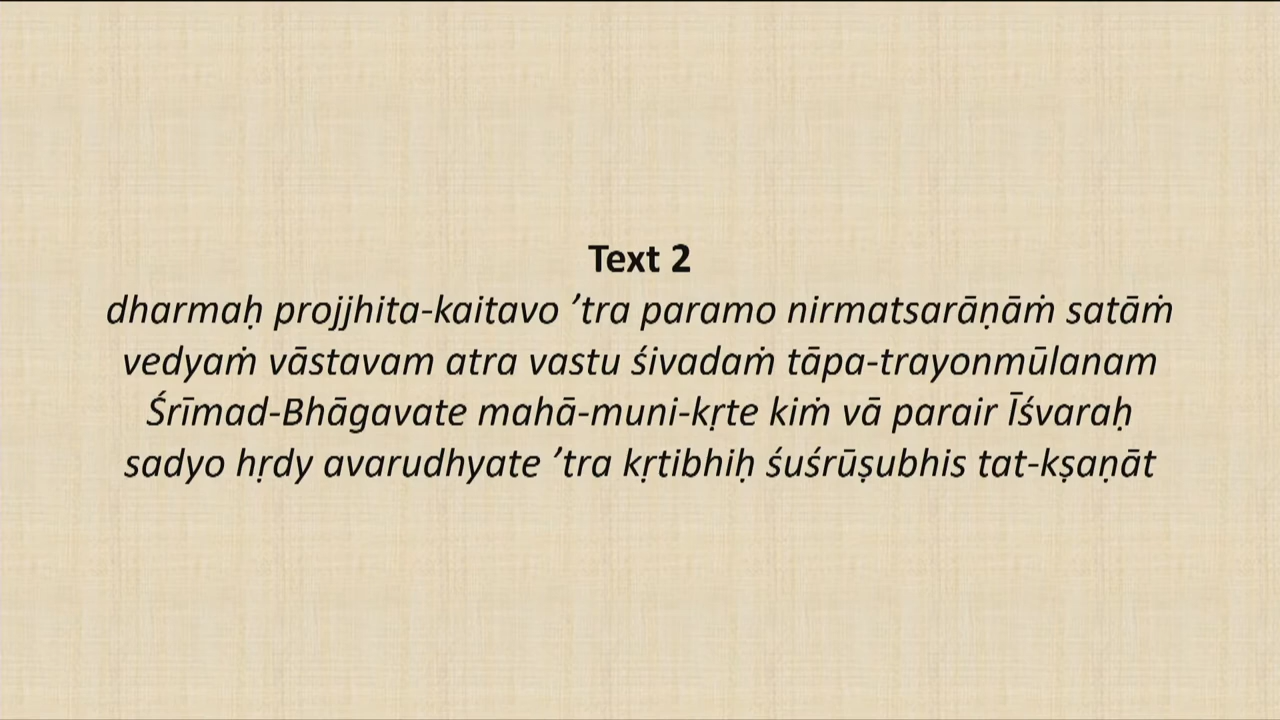 Text 2
dharmaḥ projjhita-kaitavo ’tra paramo nirmatsarāṇāṁ satāṁ
vedyaṁ vāstavam atra vastu śivadaṁ tāpa-trayonmūlanam
Śrīmad-Bhāgavate mahā-muni-kṛte kiṁ vā parair Īśvaraḥ
sadyo hṛdy avarudhyate ’tra kṛtibhiḥ śuśrūṣubhis tat-kṣaṇāt